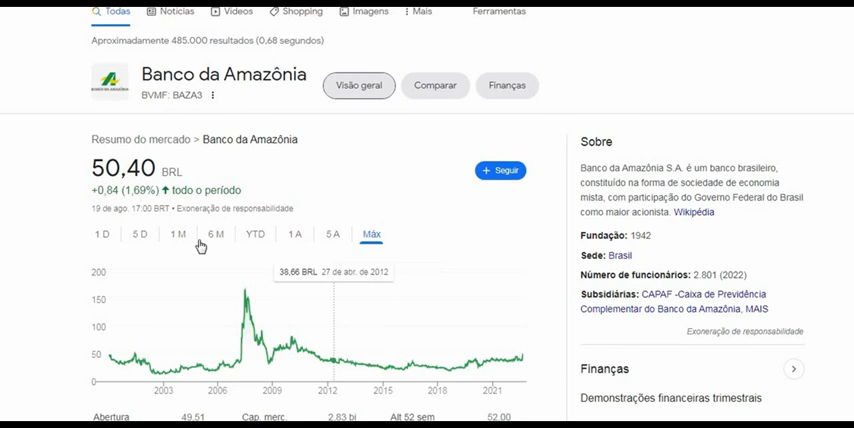 Todas Notícias Vídeos Shopping Imagens Mais Ferramentas
Aproximadamente 485.000 resultados (0,68 segundos)
Banco da Amazônia
BVMF: BAZA3
Visão geral Comparar Finanças
Resumo do mercado > Banco da Amazônia
50,40 BRL
+0,84 (1,69%) ↑ todo o período
+ Seguir
19 de ago. 17:00 BRT • Exoneração de responsabilidade
1 D 5 D 1 M 6 M YTD 1 A 5 A Máx
38,66 BRL 27 de abr. de 2012
200
150
100
50
0
2003 2006 2009 2012 2015 2018 2021
Abertura 49,51 Cap. merc. 2,83 bi Alt 52 sem 52,00
Sobre
Banco da Amazônia S.A. é um banco brasileiro,
constituído na forma de sociedade de economia
mista, com participação do Governo Federal do Brasil
como maior acionista. Wikipédia
Fundação: 1942
Sede: Brasil
Número de funcionários: 2.801 (2022)
Subsidiárias: CAPAF -Caixa de Previdência
Complementar do Banco da Amazônia, MAIS
Exoneração de responsabilidade
Finanças
Demonstrações financeiras trimestrais